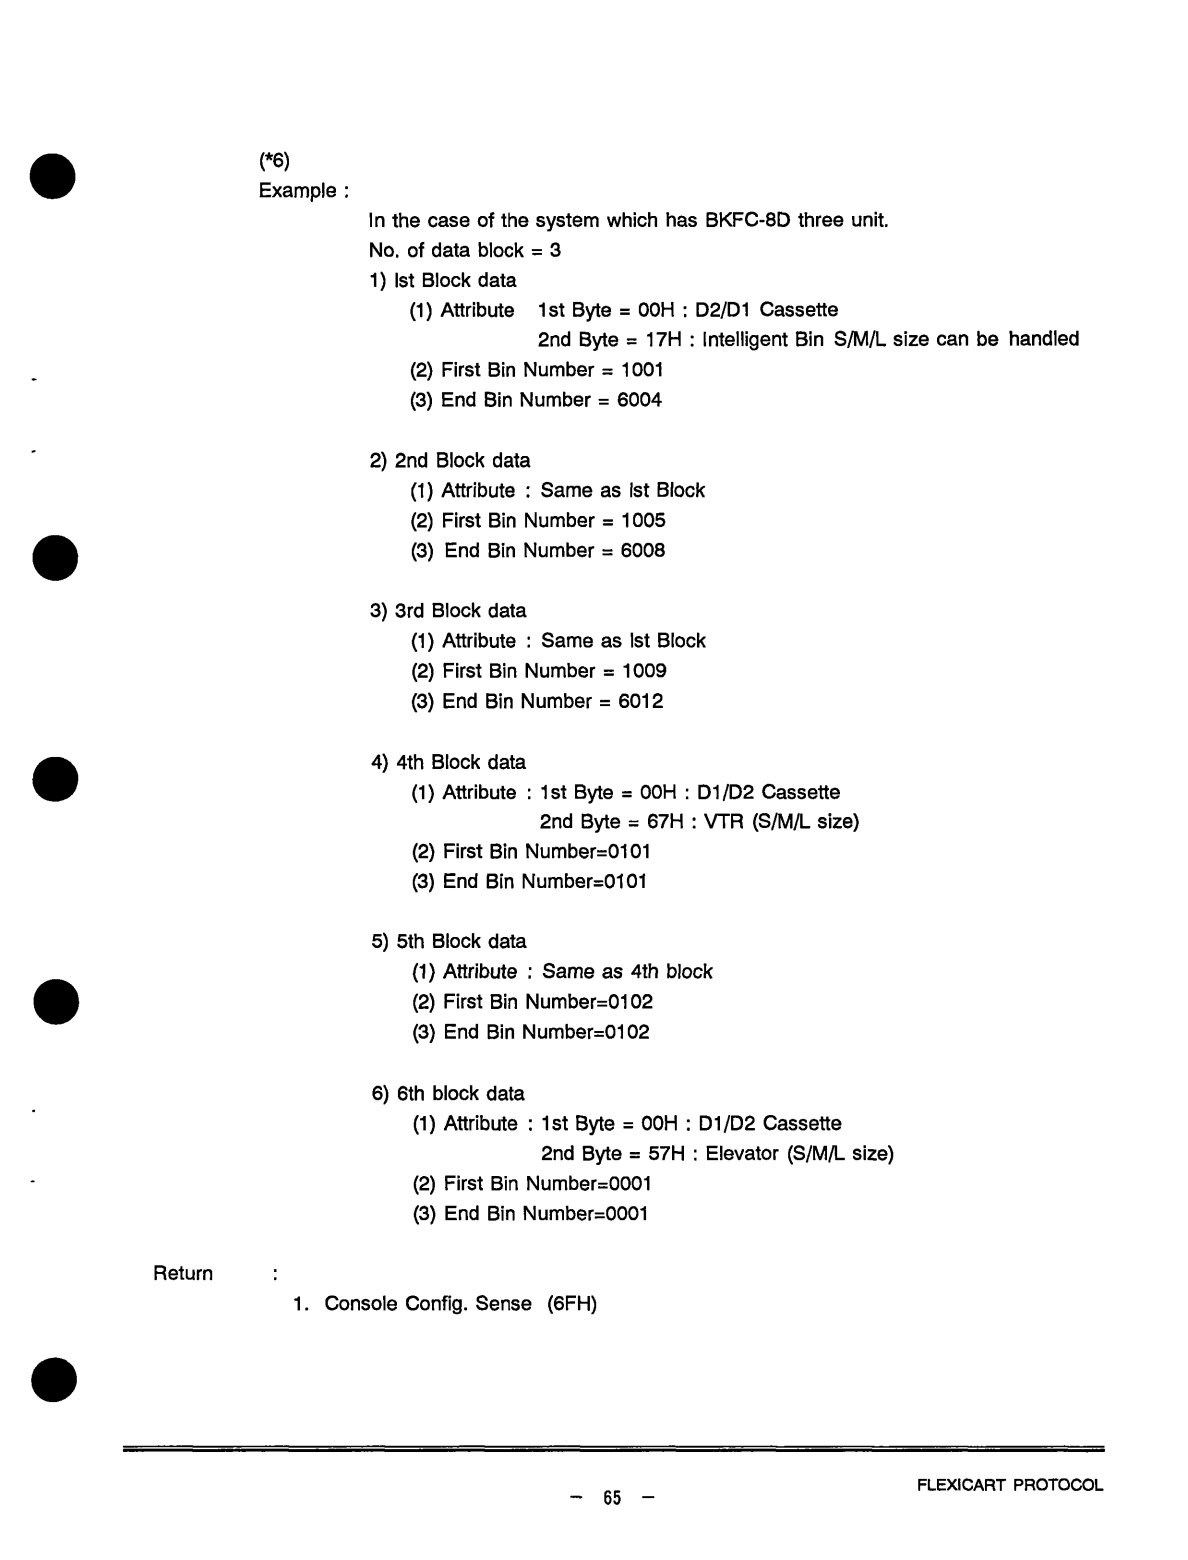 (*6)
Example :
In the case of the system which has BKFC-8D three unit.
No. of data block = 3
1) Ist Block data
(1) Attribute 1st Byte = 00H : D2/D1 Cassette
2nd Byte = 17H : Intelligent Bin S/M/L size can be handled
(2) First Bin Number = 1001
(3) End Bin Number = 6004
2) 2nd Block data
(1) Attribute : Same as Ist Block
(2) First Bin Number = 1005
(3) End Bin Number = 6008
3) 3rd Block data
(1) Attribute : Same as Ist Block
(2) First Bin Number = 1009
(3) End Bin Number = 6012
4) 4th Block data
(1) Attribute : 1st Byte = 00H : D1/D2 Cassette
2nd Byte = 67H : VTR (S/M/L size)
(2) First Bin Number=0101
(3) End Bin Number=0101
5) 5th Block data
(1) Attribute : Same as 4th block
(2) First Bin Number=0102
(3) End Bin Number=0102
6) 6th block data
(1) Attribute : 1st Byte = 00H : D1/D2 Cassette
2nd Byte = 57H : Elevator (S/M/L size)
(2) First Bin Number=0001
(3) End Bin Number=0001
Return :
1. Console Config. Sense (6FH)
FLEXICART PROTOCOL
– 65 –